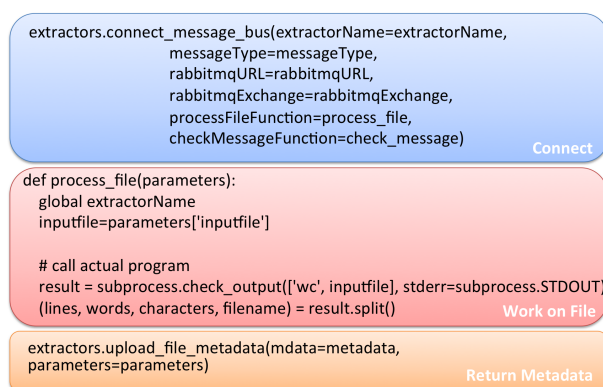 extractors.connect_message_bus(extractorName=extractorName,
messageType=messageType,
rabbitmqURL=rabbitmqURL,
rabbitmqExchange=rabbitmqExchange,
processFileFunction=process_file,
checkMessageFunction=check_message)
Connect
def process_file(parameters):
global extractorName
inputfile=parameters['inputfile']
# call actual program
result = subprocess.check_output(['wc', inputfile], stderr=subprocess.STDOUT)
(lines, words, characters, filename) = result.split()
Work on File
extractors.upload_file_metadata(mdata=metadata,
parameters=parameters)
Return Metadata